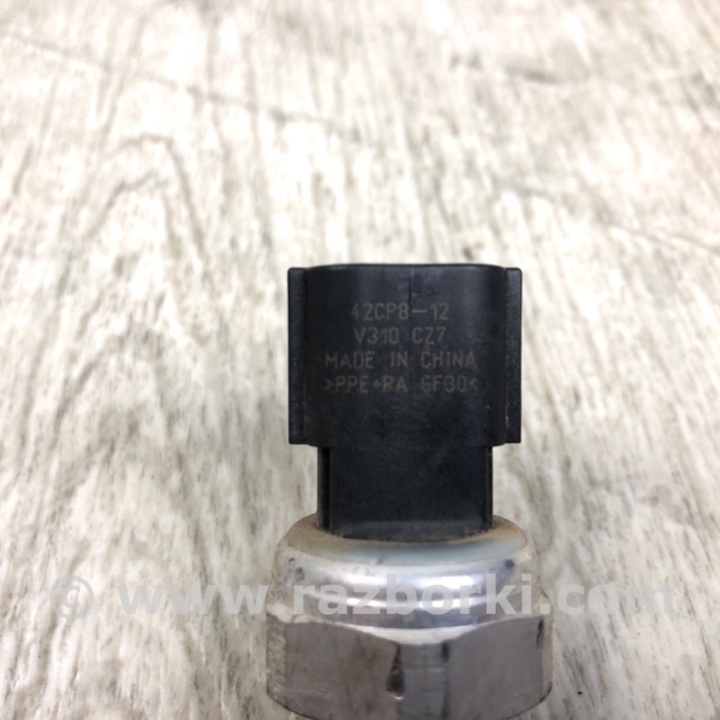 42CP8-12
V310 CZ7
MADE IN CHINA
>PPE+PA GF30<
© www.razborki.com